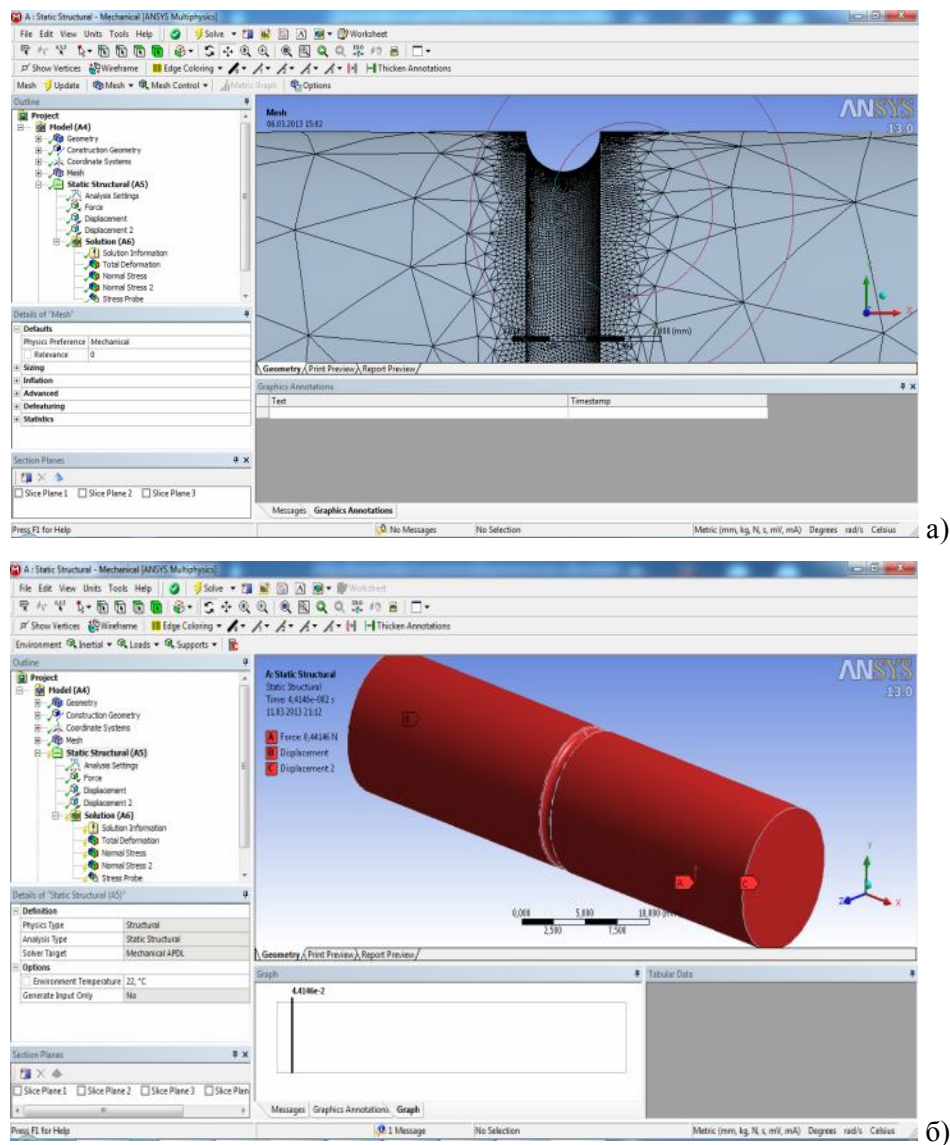 A : Static Structural - Mechanical [ANSYS Multiphysics]
File Edit View Units Tools Help Solve Worksheet
Show Vertices Wireframe Edge Coloring Thicken Annotations
Mesh Update Mesh Mesh Control Metric Graph Options
Outline
Project
Model (A4)
Geometry
Construction Geometry
Coordinate Systems
Mesh
Static Structural (A5)
Analysis Settings
Force
Displacement
Displacement 2
Solution (A6)
Solution Information
Total Deformation
Normal Stress
Normal Stress 2
Stress Probe
Details of "Mesh"
Defaults
Physics Preference Mechanical
Relevance 0
Sizing
Inflation
Advanced
Defeaturing
Statistics
Section Planes
Slice Plane 1 Slice Plane 2 Slice Plane 3
Press F1 for Help
Mesh
06.03.2013 15:02
ANSYS
13.0
X
(mm)
Geometry Print Preview Report Preview
Graphics Annotations
Text Timestamp
Messages Graphics Annotations
No Messages No Selection Metric (mm, kg, N, s, mV, mA) Degrees rad/s Celsius
а)
A : Static Structural - Mechanical [ANSYS Multiphysics]
File Edit View Units Tools Help Solve Worksheet
Show Vertices Wireframe Edge Coloring Thicken Annotations
Environment Inertial Loads Supports
Outline
Project
Model (A4)
Geometry
Construction Geometry
Coordinate Systems
Mesh
Static Structural (A5)
Analysis Settings
Force
Displacement
Displacement 2
Solution (A6)
Solution Information
Total Deformation
Normal Stress
Normal Stress 2
Stress Probe
Details of "Static Structural (A5)"
Definition
Physics Type Structural
Analysis Type Static Structural
Solver Target Mechanical APDL
Options
Environment Temperature 22, °C
Generate Input Only No
Section Planes
Slice Plane 1 Slice Plane 2 Slice Plane 3 Slice Plan
Press F1 for Help
A: Static Structural
Static Structural
Time: 4,4146e-002 s
11.03.2013 21:12
A Force: 0,44146 N
B Displacement
C Displacement 2
ANSYS
13.0
B
A
C
Y
Z
X
0,000 5,000 10,000
2,500 7,500
Geometry Print Preview Report Preview
Graph
4.4146e-2
Tabular Data
Messages Graphics Annotations Graph
1 Message No Selection Metric (mm, kg, N, s, mV, mA) Degrees rad/s Celsius
б)